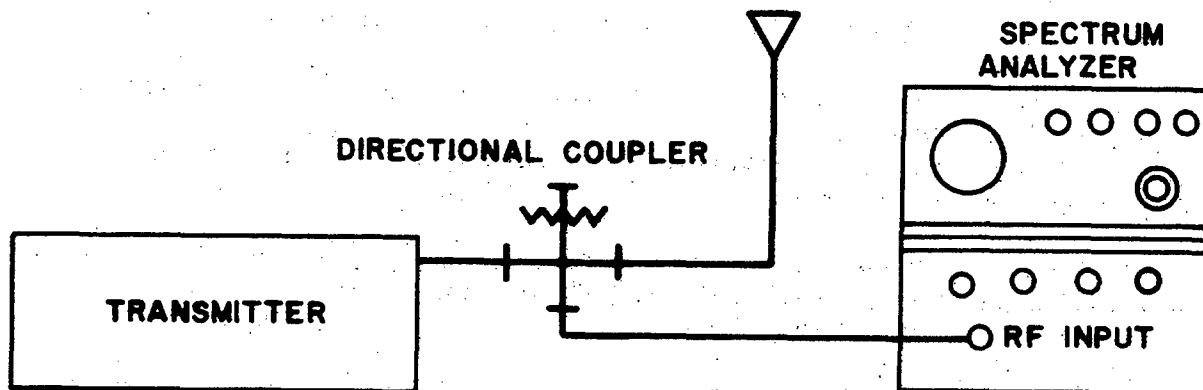 SPECTRUM
ANALYZER
DIRECTIONAL COUPLER
TRANSMITTER
RF INPUT